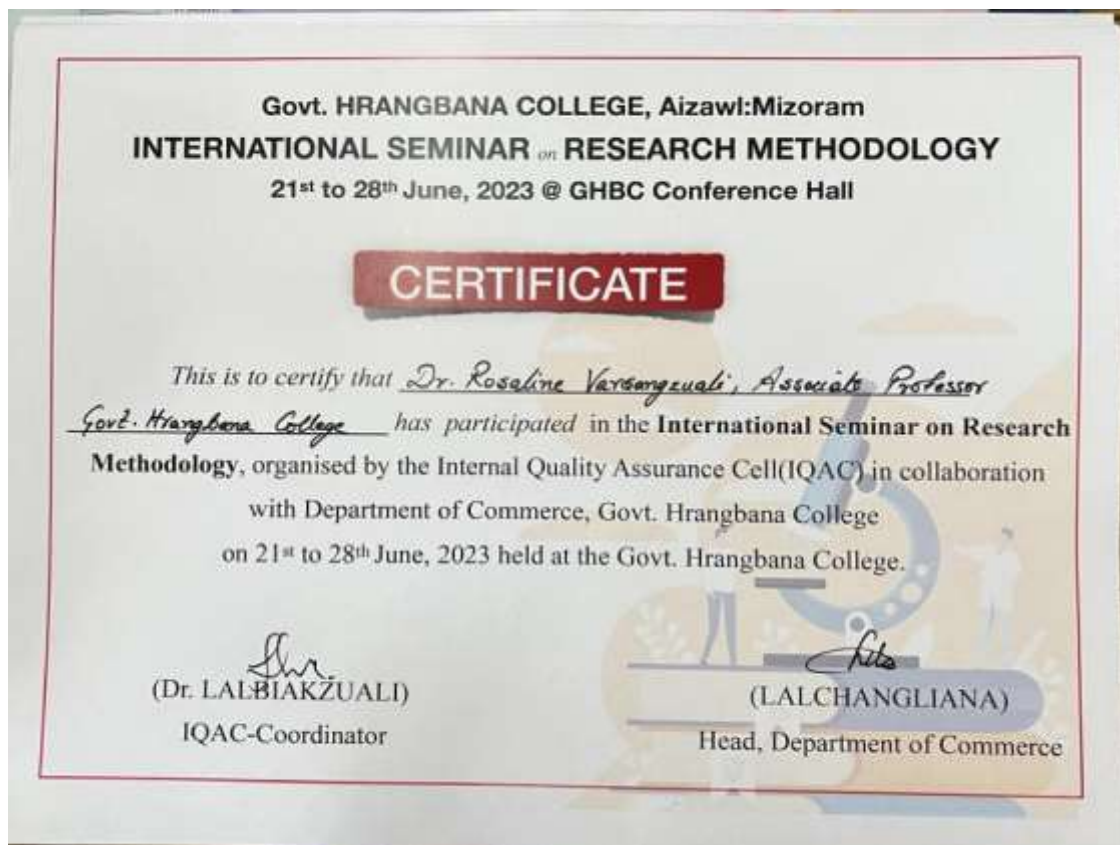 Govt. HRANGBANA COLLEGE, Aizawl:Mizoram
INTERNATIONAL SEMINAR on RESEARCH METHODOLOGY
21st to 28th June, 2023 @ GHBC Conference Hall
CERTIFICATE
This is to certify that Dr. Rosaline Varsangzuali, Associate Professor
Govt. Hrangbana College has participated in the International Seminar on Research
Methodology, organised by the Internal Quality Assurance Cell(IQAC) in collaboration
with Department of Commerce, Govt. Hrangbana College
on 21st to 28th June, 2023 held at the Govt. Hrangbana College.
(Dr. LALBIAKZUALI)
IQAC-Coordinator
(LALCHANGLIANA)
Head, Department of Commerce